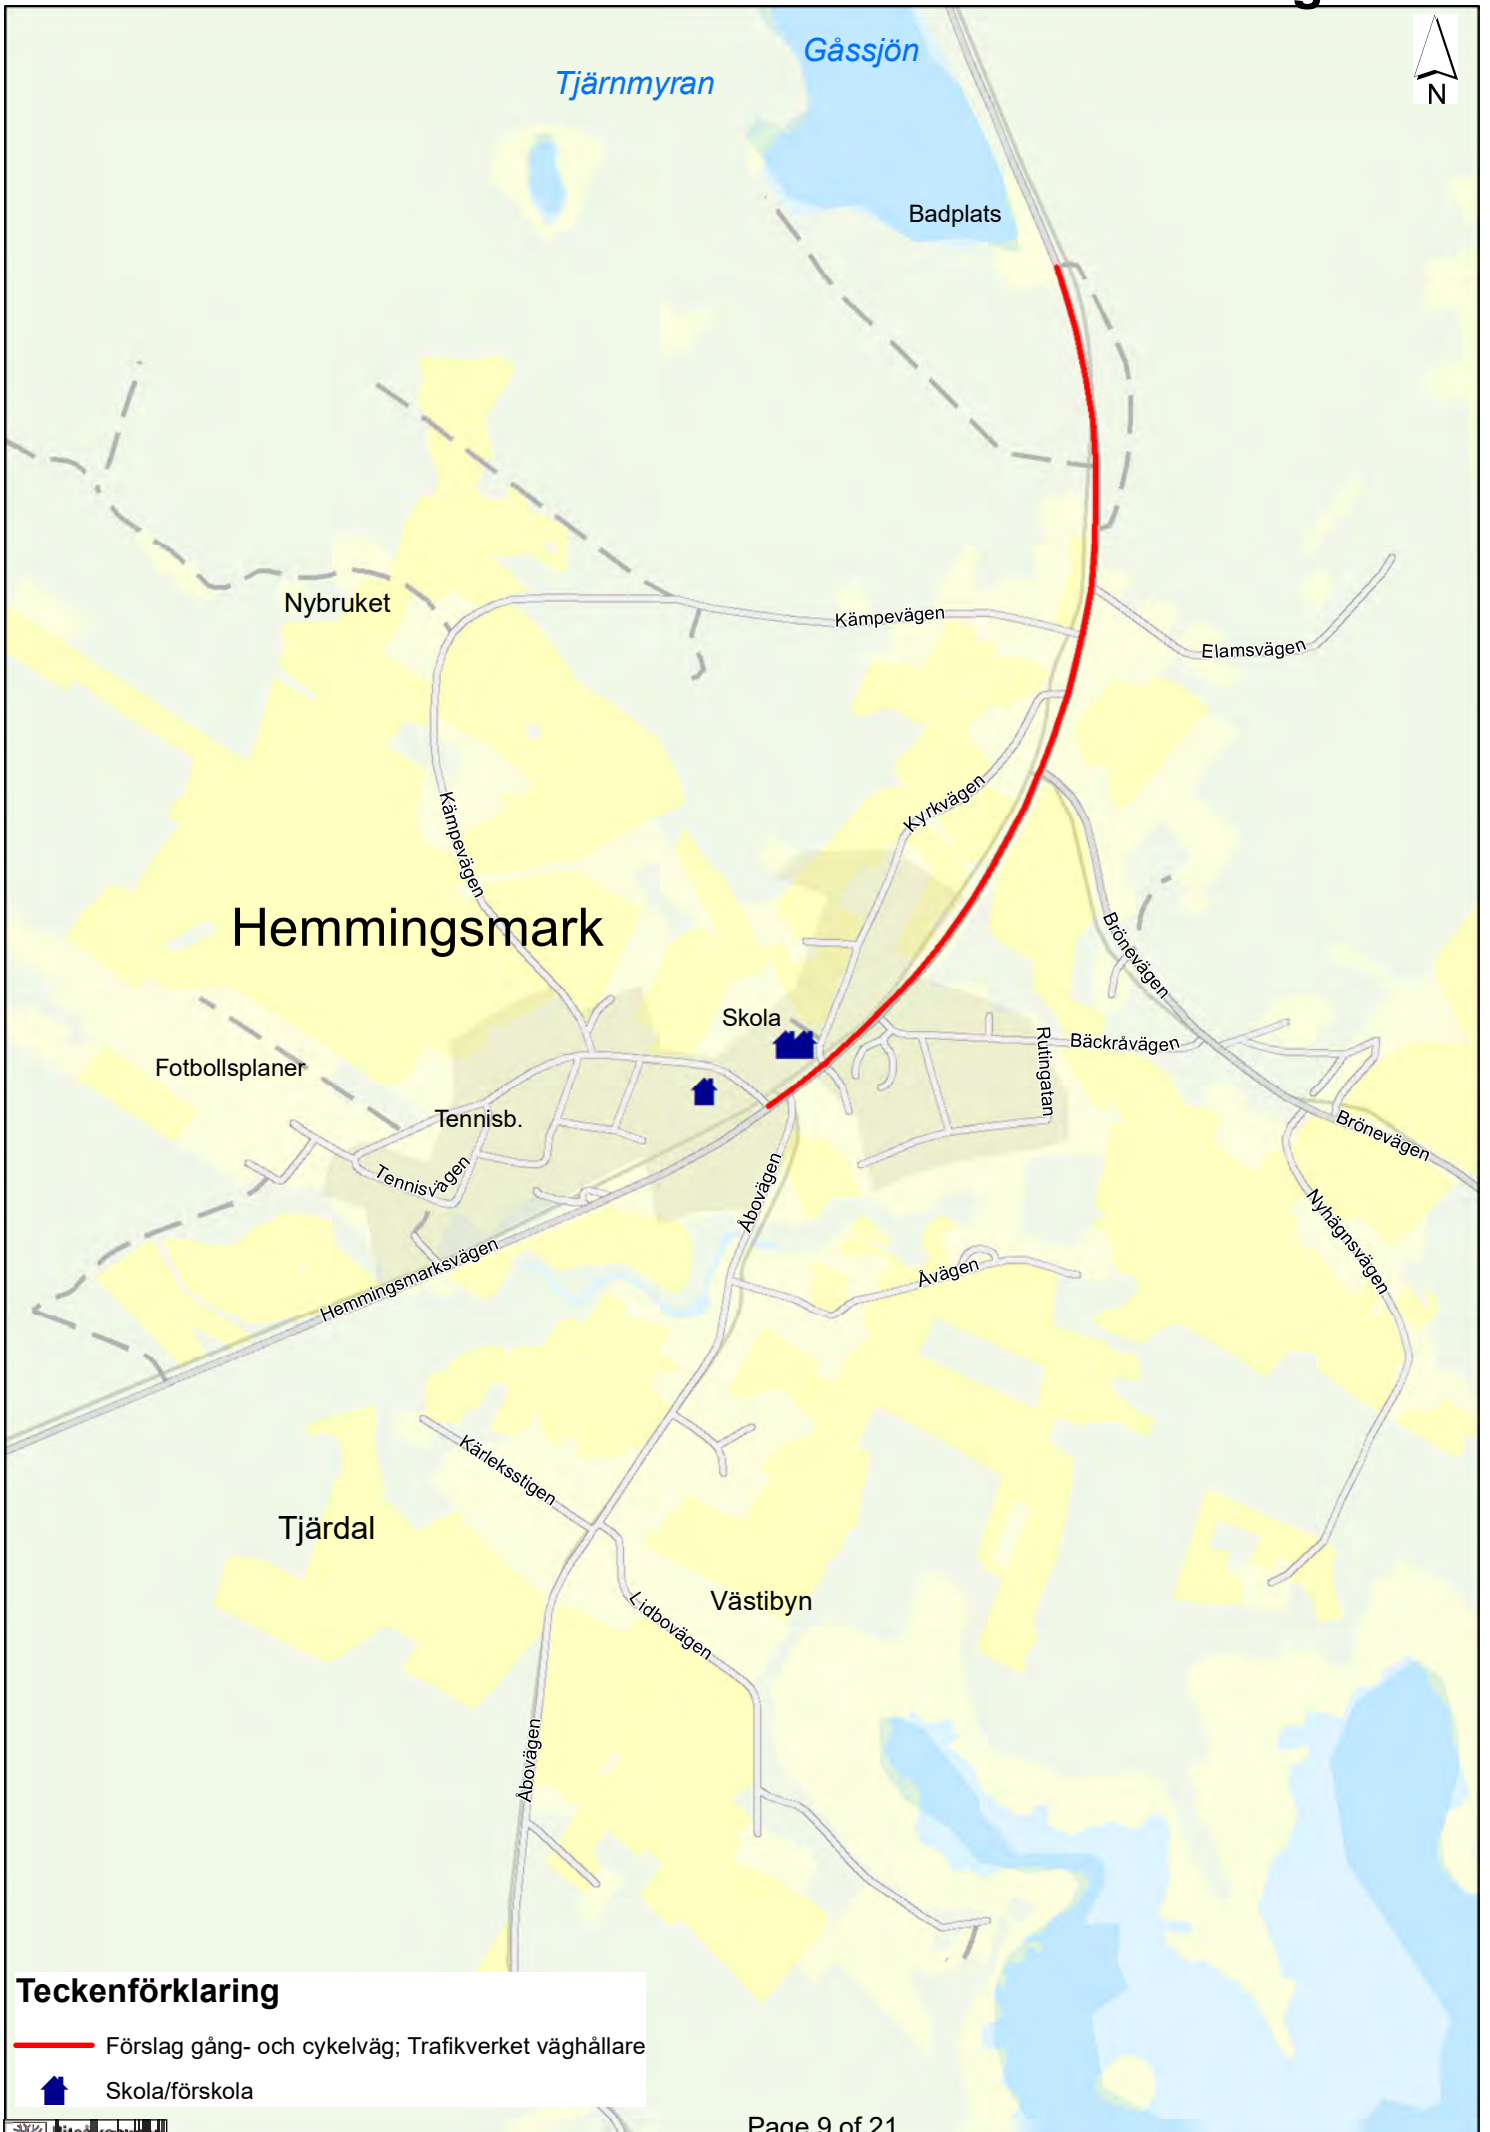 Gåssjön
Tjärnmyran
N
Badplats
Nybruket
Kämpevägen
Elamsvägen
Kyrkvägen
Kämpevägen
Hemmingsmark
Brönevägen
Skola
Rutingatan
Bäckråvägen
Fotbollsplaner
Tennisb.
Brönevägen
Tennisvägen
Åbovägen
Nyhägnsvägen
Hemmingsmarksvägen
Åvägen
Kärleksstigen
Tjärdal
Västibyn
Lidbovägen
Åbovägen
Teckenförklaring
Förslag gång- och cykelväg; Trafikverket väghållare
Skola/förskola
Page 9 of 21